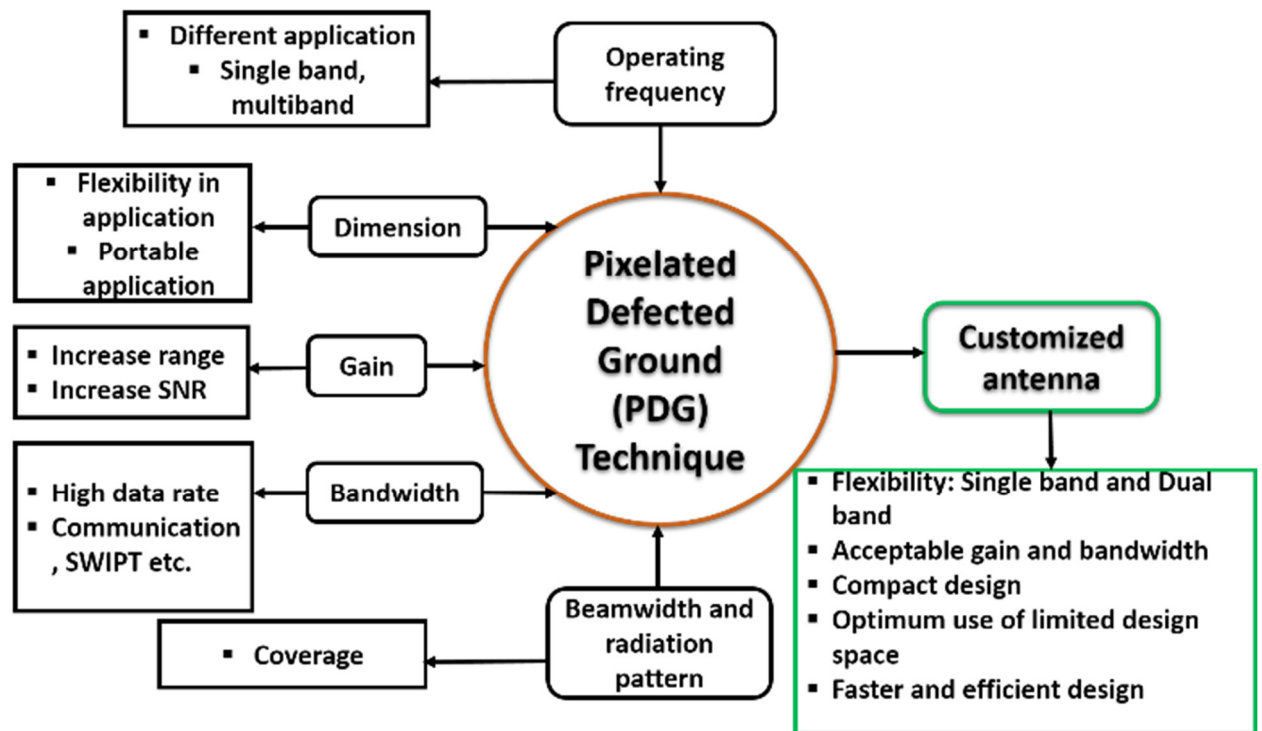 ▪ Different application
▪ Single band,
multiband
Operating
frequency
▪ Flexibility in
application
▪ Portable
application
Dimension
▪ Increase range
▪ Increase SNR
Gain
▪ High data rate
▪ Communication
, SWIPT etc.
Bandwidth
▪ Coverage
Beamwidth and
radiation
pattern
Pixelated
Defected
Ground
(PDG)
Technique
Customized
antenna
▪ Flexibility: Single band and Dual
band
▪ Acceptable gain and bandwidth
▪ Compact design
▪ Optimum use of limited design
space
▪ Faster and efficient design